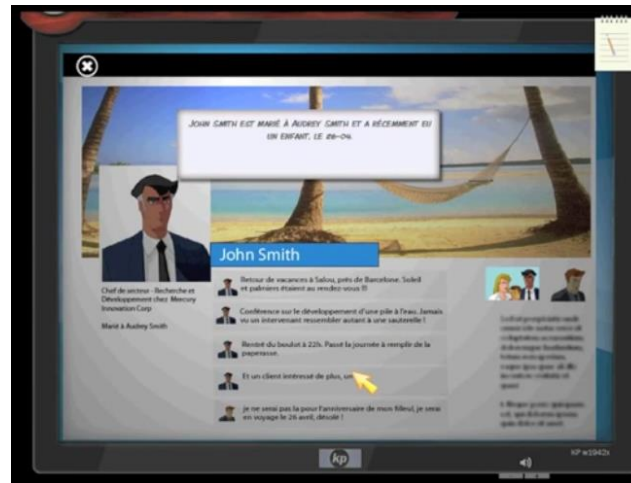 JOHN SMITH EST MARIÉ À AUDREY SMITH ET A RÉCEMMENT EU
UN ENFANT, LE 26-04.
John Smith
Chef de secteur - Recherche et
Développement chez Mercury
Innovation Corp
Marié à Audrey Smith
Retour de vacances à Salou, près de Barcelone. Soleil
et palmiers étaient au rendez-vous !!!
Conférence sur le développement d'une pile à l'eau. Jamais
vu un intervenant ressembler autant à une sauterelle !
Rentré du boulot à 22h. Passé la journée à remplir de la
paperasse.
Et un client intéressé de plus, un
je ne serai pas la pour l'anniversaire de mon filleul, je serai
en voyage le 26 avril, désolé !
kp
KP w1942x